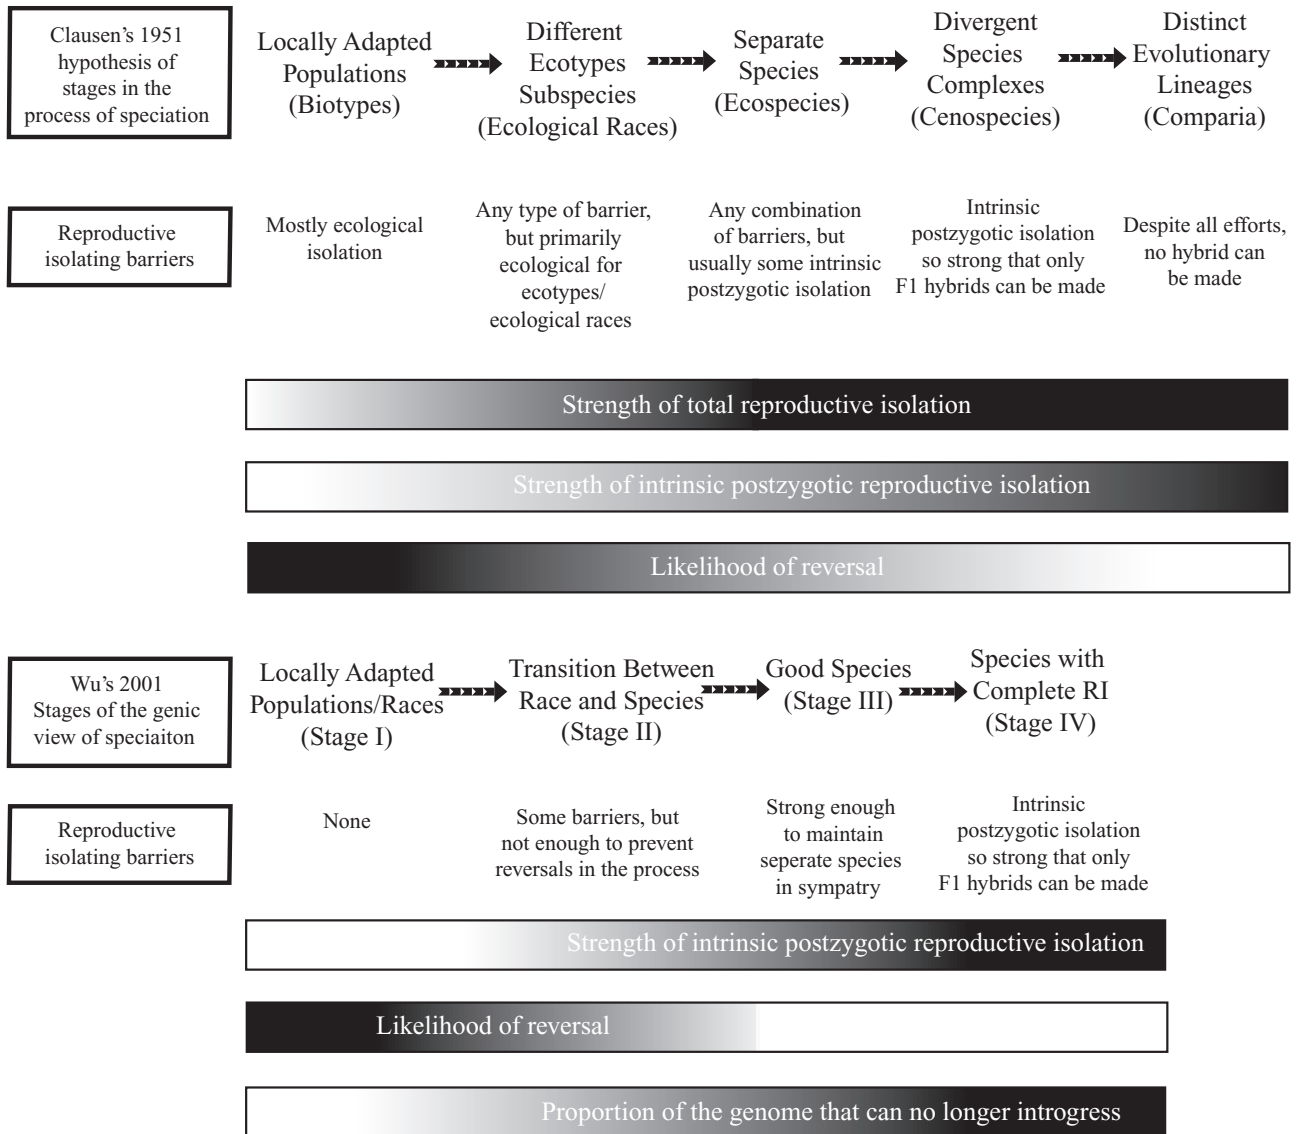 Clausen's 1951
hypothesis of
stages in the
process of speciation
Locally Adapted
Populations
(Biotypes)
Different
Ecotypes
Subspecies
(Ecological Races)
Separate
Species
(Ecospecies)
Divergent
Species
Complexes
(Cenospecies)
Distinct
Evolutionary
Lineages
(Comparia)
Reproductive
isolating barriers
Mostly ecological
isolation
Any type of barrier,
but primarily
ecological for
ecotypes/
ecological races
Any combination
of barriers, but
usually some intrinsic
postzygotic isolation
Intrinsic
postzygotic isolation
so strong that only
F1 hybrids can be made
Despite all efforts,
no hybrid can
be made
Strength of total reproductive isolation
Strength of intrinsic postzygotic reproductive isolation
Likelihood of reversal
Wu's 2001
Stages of the genic
view of speciaiton
Locally Adapted
Populations/Races
(Stage I)
Transition Between
Race and Species
(Stage II)
Good Species
(Stage III)
Species with
Complete RI
(Stage IV)
Reproductive
isolating barriers
None
Some barriers, but
not enough to prevent
reversals in the process
Strong enough
to maintain
seperate species
in sympatry
Intrinsic
postzygotic isolation
so strong that only
F1 hybrids can be made
Strength of intrinsic postzygotic reproductive isolation
Likelihood of reversal
Proportion of the genome that can no longer introgress